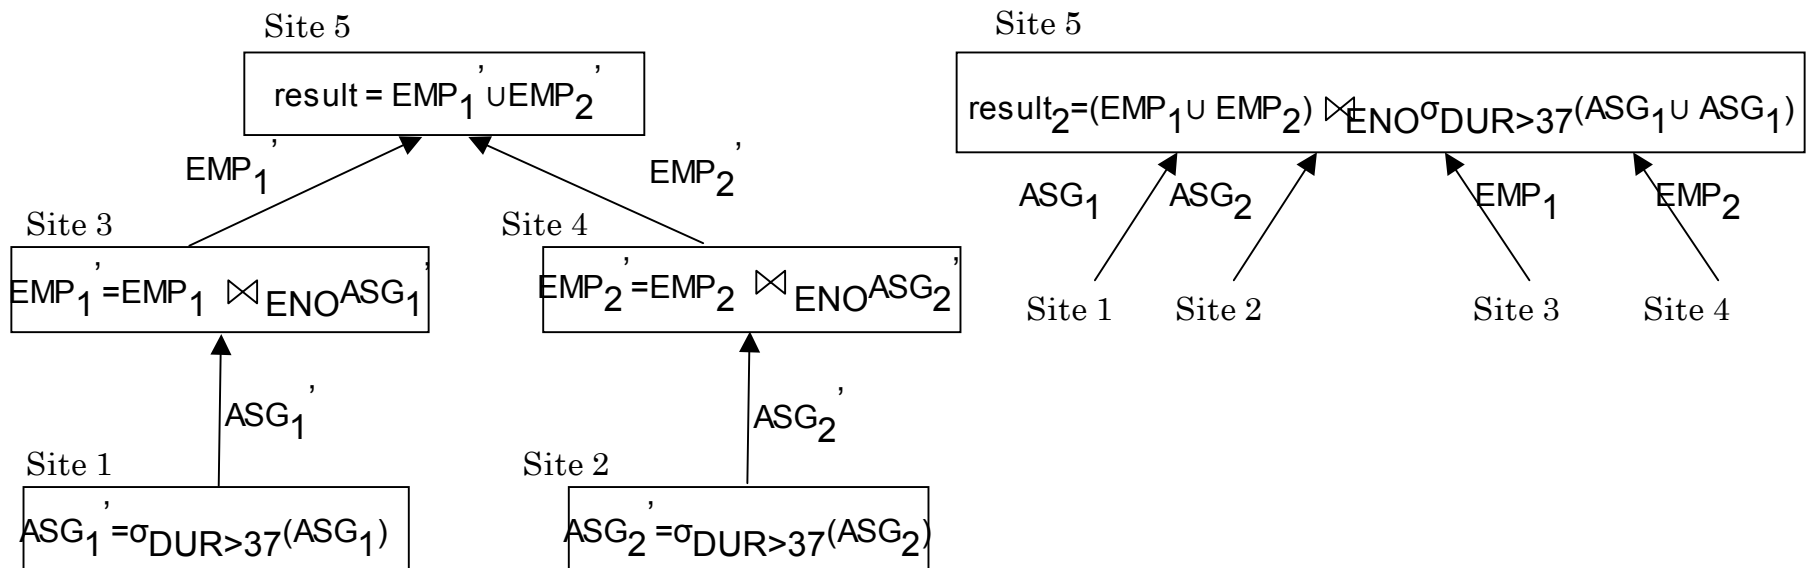 Site 5
result = EMP₁’ ∪EMP₂’
EMP₁’
EMP₂’
Site 3
EMP₁’=EMP₁ ⋈ ENO ASG₁’
Site 4
EMP₂’=EMP₂ ⋈ ENO ASG₂’
ASG₁’
ASG₂’
Site 1
ASG₁’=σDUR>37(ASG₁)
Site 2
ASG₂’=σDUR>37(ASG₂)
Site 5
result₂=(EMP₁∪ EMP₂) ⋈ENOσDUR>37(ASG₁∪ ASG₁)
ASG₁
ASG₂
EMP₁
EMP₂
Site 1
Site 2
Site 3
Site 4